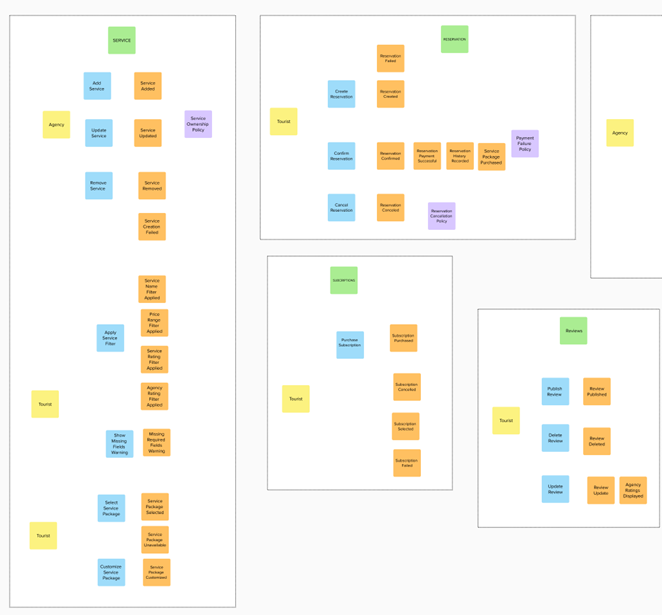 SERVICE
Add
Service
Service
Added
Agency
Update
Service
Service
Updated
Service
Ownership
Policy
Remove
Service
Service
Removed
Service
Creation
Failed
Service
Name
Filter
Applied
Price
Range
Filter
Applied
Apply
Service
Filter
Service
Rating
Filter
Applied
Agency
Rating
Filter
Applied
Tourist
Show
Missing
Fields
Warning
Missing
Required
Fields
Warning
Select
Service
Package
Service
Package
Selected
Tourist
Service
Package
Unavailable
Customize
Service
Package
Service
Package
Customized
RESERVATION
Reservation
Failed
Create
Reservation
Reservation
Created
Tourist
Confirm
Reservation
Reservation
Confirmed
Reservation
Payment
Successful
Reservation
History
Recorded
Service
Package
Purchased
Payment
Failure
Policy
Cancel
Reservation
Reservation
Canceled
Reservation
Cancellation
Policy
Purchase
Subscription
Subscription
Purchased
Tourist
Subscription
Cancelled
Subscription
Selected
Subscription
Failed
Agency
Reviews
Publish
Review
Review
Published
Tourist
Delete
Review
Review
Deleted
Update
Review
Review
Update
Agency
Ratings
Displayed